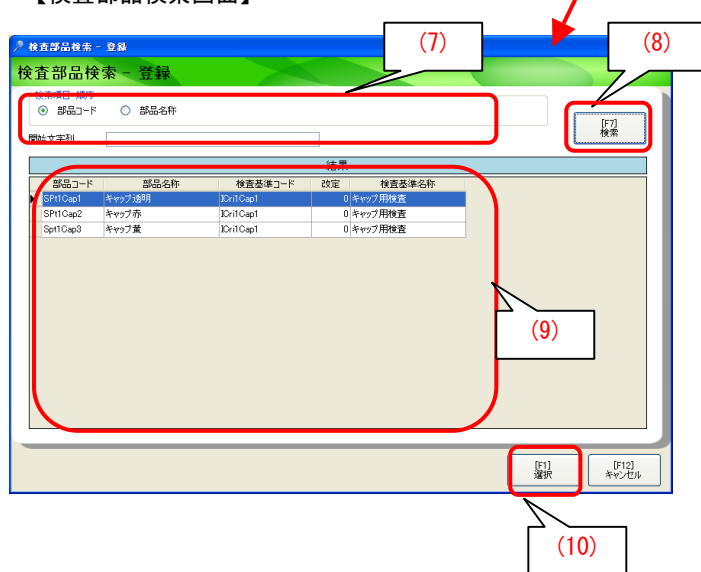 【検査部品検索画面】
(7)
(8)
検査部品検索 - 登録
検査部品検索 - 登録
検索項目・順序
部品コード 部品名称
[F7]
検索
開始文字列
結果
部品コード 部品名称 検査基準コード 改定 検査基準名称
SPt1Cap1 キャップ透明 ICri1Cap1 0 キャップ用検査
SPt1Cap2 キャップ赤 ICri1Cap1 0 キャップ用検査
Spt1Cap3 キャップ黄 ICri1Cap1 0 キャップ用検査
(9)
[F1]
選択
[F12]
キャンセル
(10)